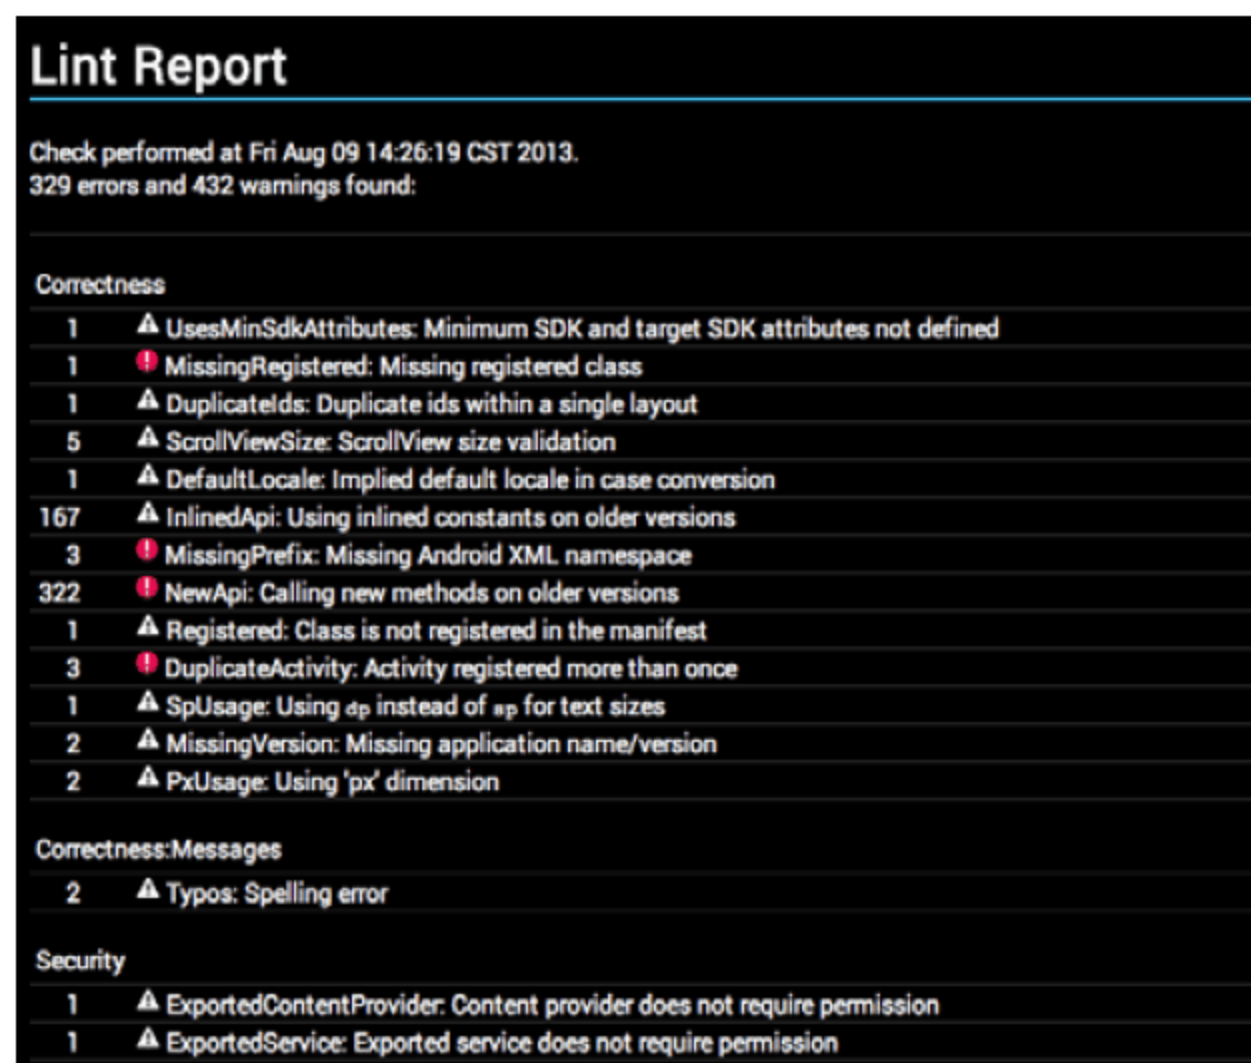 Lint Report
Check performed at Fri Aug 09 14:26:19 CST 2013.
329 errors and 432 warnings found:
Correctness
1 UsesMinSdkAttributes: Minimum SDK and target SDK attributes not defined
1 MissingRegistered: Missing registered class
1 DuplicateIds: Duplicate ids within a single layout
5 ScrollViewSize: ScrollView size validation
1 DefaultLocale: Implied default locale in case conversion
167 InlinedApi: Using inlined constants on older versions
3 MissingPrefix: Missing Android XML namespace
322 NewApi: Calling new methods on older versions
1 Registered: Class is not registered in the manifest
3 DuplicateActivity: Activity registered more than once
1 SpUsage: Using dp instead of sp for text sizes
2 MissingVersion: Missing application name/version
2 PxUsage: Using 'px' dimension
Correctness:Messages
2 Typos: Spelling error
Security
1 ExportedContentProvider: Content provider does not require permission
1 ExportedService: Exported service does not require permission